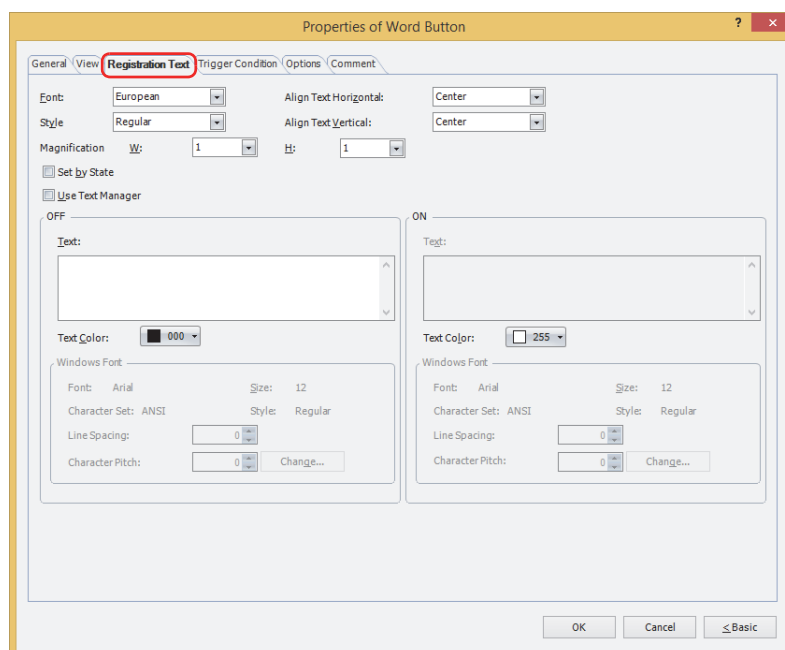 Properties of Word Button ?
General View Registration Text Trigger Condition Options Comment
Font: European Align Text Horizontal: Center
Style Regular Align Text Vertical: Center
Magnification W: 1 H: 1
Set by State
Use Text Manager
OFF
Text:
Text Color: 000
Windows Font
Font: Arial Size: 12
Character Set: ANSI Style: Regular
Line Spacing: 0
Character Pitch: 0 Change...
ON
Text:
Text Color: 255
Windows Font
Font: Arial Size: 12
Character Set: ANSI Style: Regular
Line Spacing: 0
Character Pitch: 0 Change...
OK Cancel < Basic